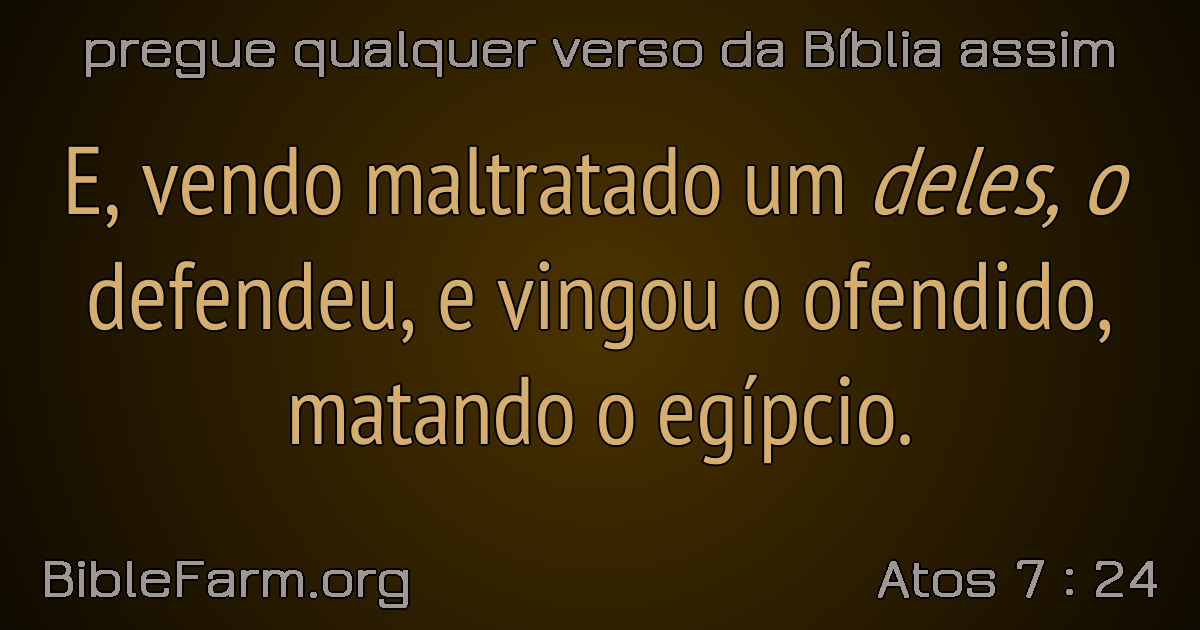 pregue qualquer verso da Bíblia assim
E, vendo maltratado um deles, o
defendeu, e vingou o ofendido,
matando o egípcio.
BibleFarm.org
Atos 7 : 24